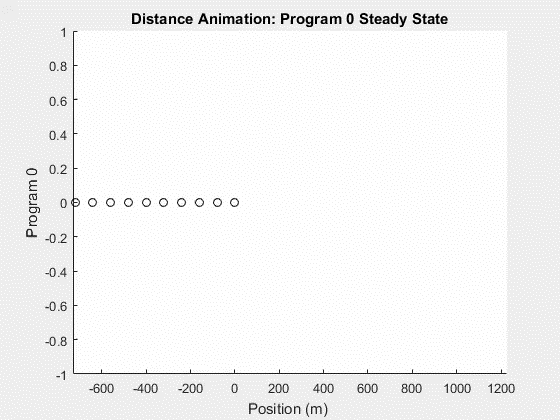 Distance Animation: Program 0 Steady State
1
0.8
0.6
0.4
0.2
0
-0.2
-0.4
-0.6
-0.8
-1
Program 0
-600 -400 -200 0 200 400 600 800 1000 1200
Position (m)